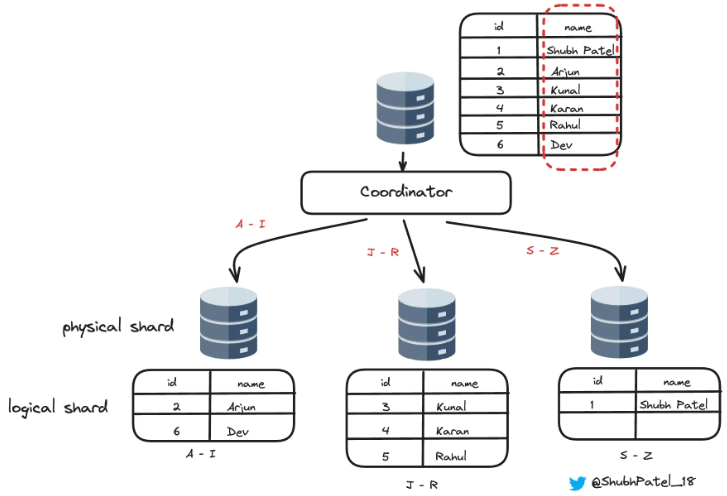 id name
1 Shubh Patel
2 Arjun
3 Kunal
4 Karan
5 Rahul
6 Dev
Coordinator
A - I
J - R
S - Z
physical shard
logical shard
id name
2 Arjun
6 Dev
A - I
id name
3 Kunal
4 Karan
5 Rahul
J - R
id name
1 Shubh Patel
S - Z
@ShubhPatel_18